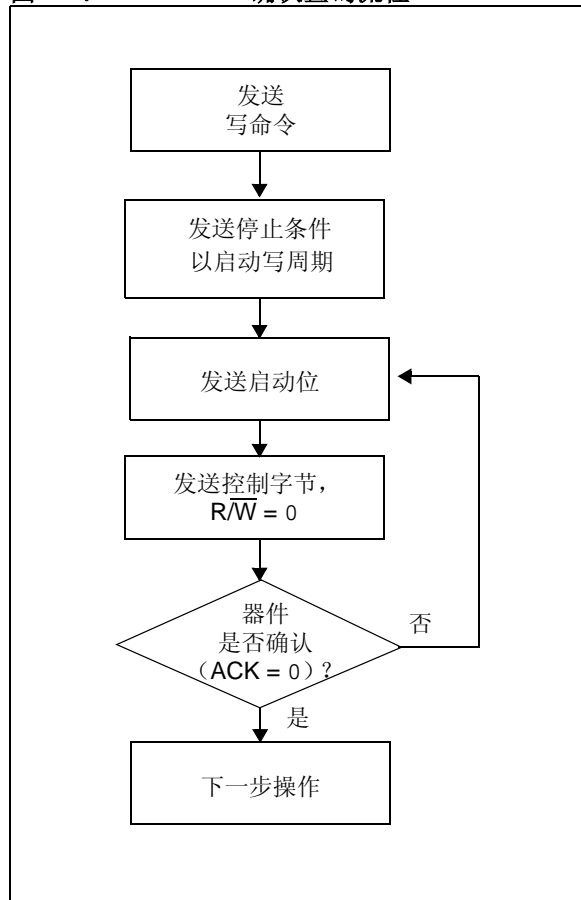 发送
写命令
发送停止条件
以启动写周期
发送启动位
发送控制字节，
R/W̅ = 0
器件
是否确认
（ACK = 0）？
否
是
下一步操作